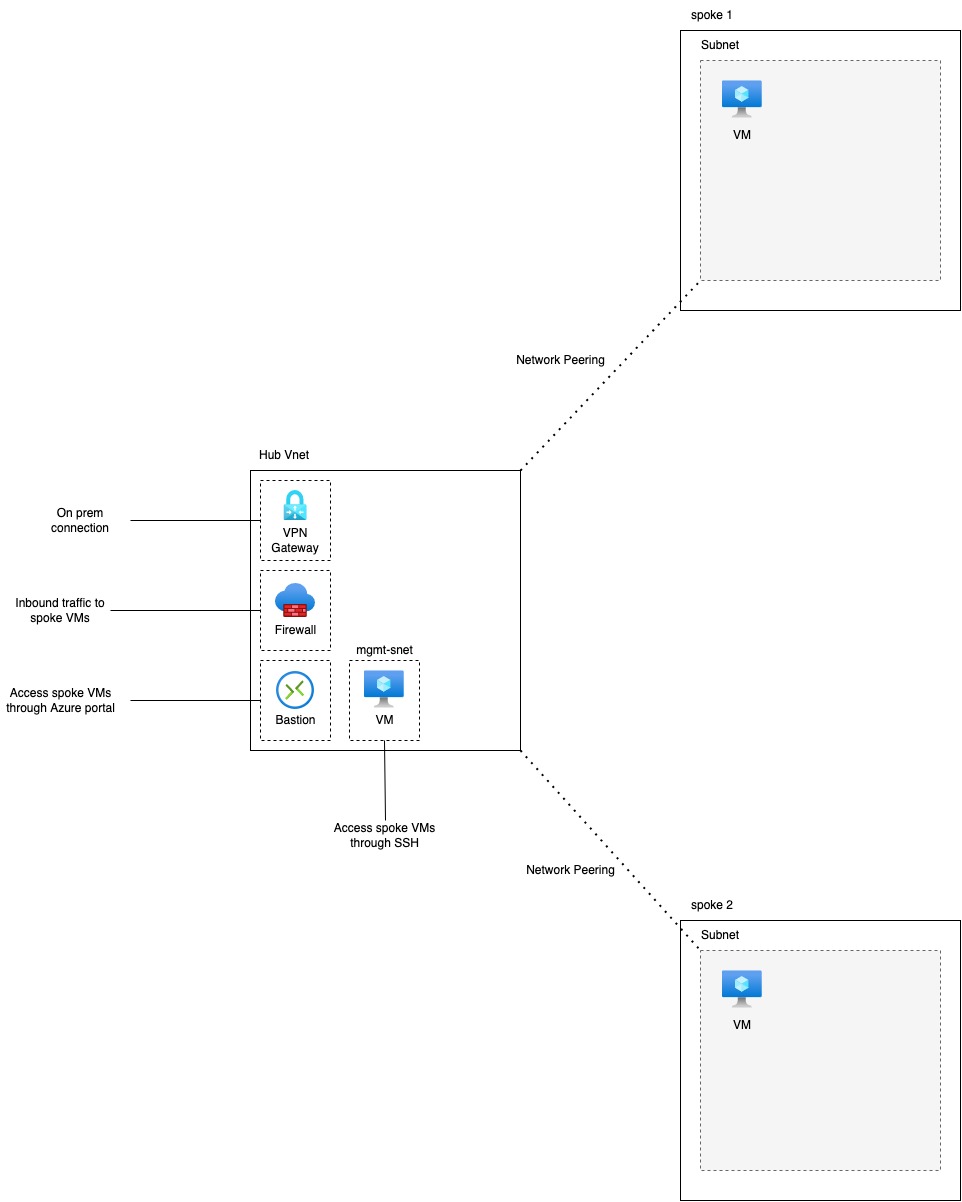 spoke 1
Subnet
VM
Network Peering
Hub Vnet
On prem
connection
VPN
Gateway
Inbound traffic to
spoke VMs
Firewall
mgmt-snet
Access spoke VMs
through Azure portal
Bastion
VM
Access spoke VMs
through SSH
Network Peering
spoke 2
Subnet
VM